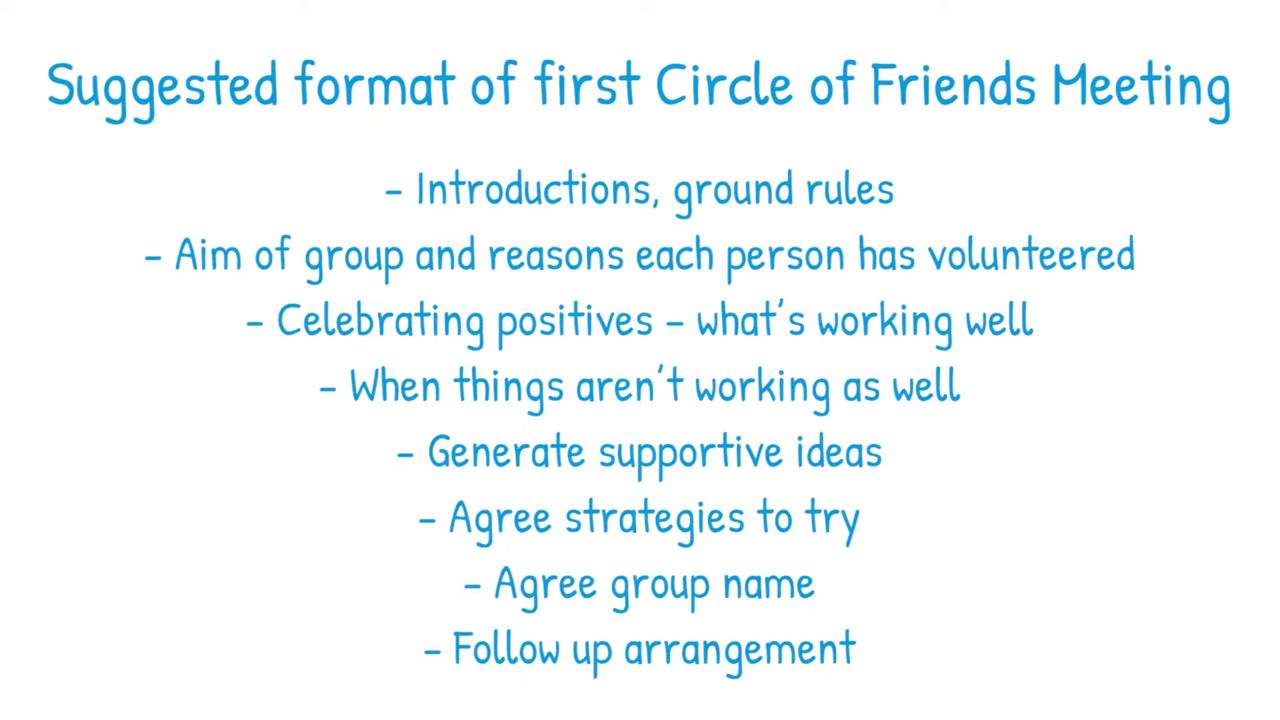 Suggested format of first Circle of Friends Meeting
– Introductions, ground rules
– Aim of group and reasons each person has volunteered
– Celebrating positives – what's working well
– When things aren't working as well
– Generate supportive ideas
– Agree strategies to try
– Agree group name
– Follow up arrangement